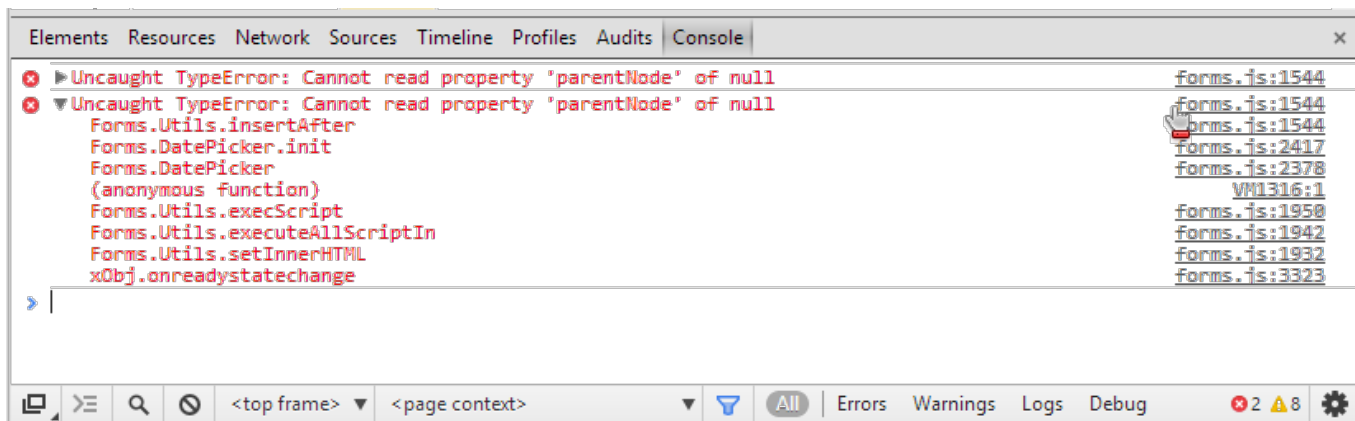 Elements Resources Network Sources Timeline Profiles Audits Console ×
Uncaught TypeError: Cannot read property 'parentNode' of null forms.js:1544
Uncaught TypeError: Cannot read property 'parentNode' of null forms.js:1544
Forms.Utils.insertAfter forms.js:1544
Forms.DatePicker.init forms.js:2417
Forms.DatePicker forms.js:2378
(anonymous function) VM1316:1
Forms.Utils.execScript forms.js:1950
Forms.Utils.executeAllScriptIn forms.js:1942
Forms.Utils.setInnerHTML forms.js:1932
xObj.onreadystatechange forms.js:3323
<top frame> ▼ <page context> ▼ All Errors Warnings Logs Debug 2 8